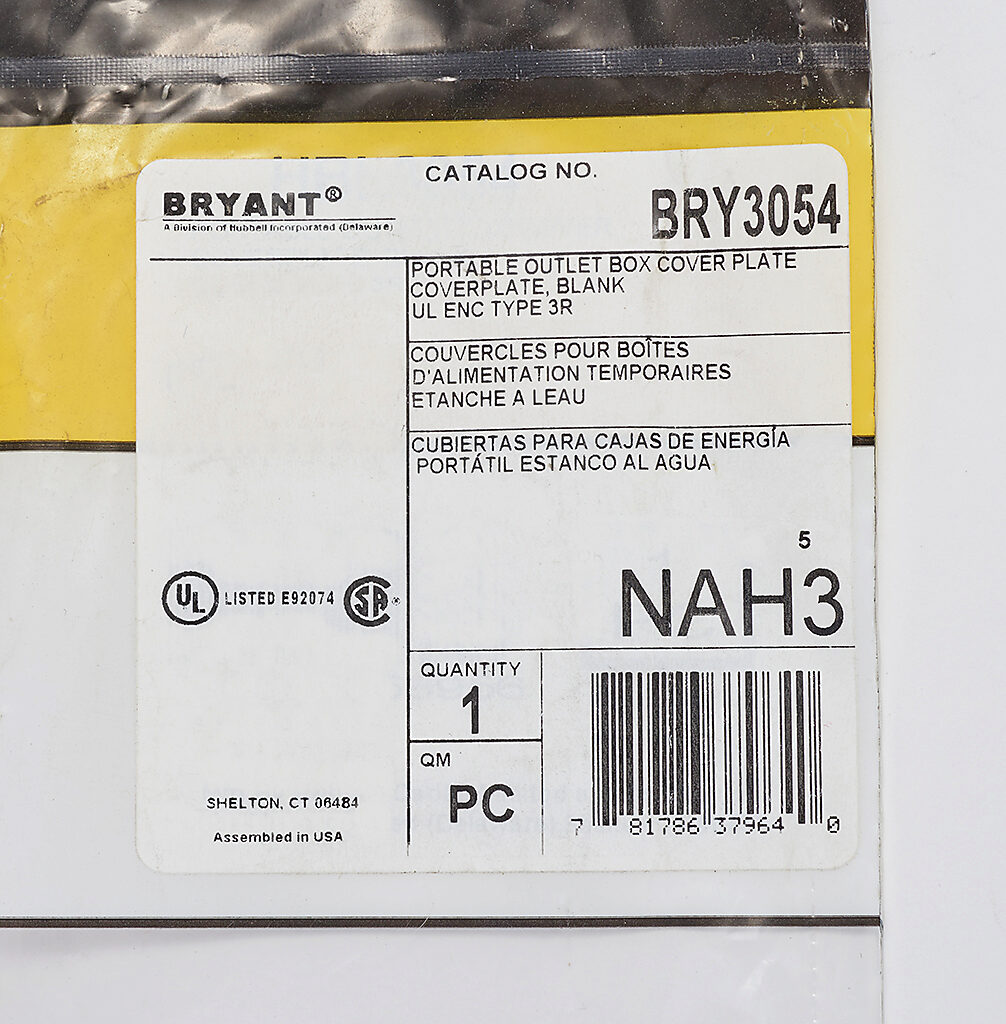 CATALOG NO.
BRYANT®
A Division of Hubbell Incorporated (Delaware)
BRY3054
PORTABLE OUTLET BOX COVER PLATE
COVERPLATE, BLANK
UL ENC TYPE 3R
COUVERCLES POUR BOÎTES
D'ALIMENTATION TEMPORAIRES
ETANCHE A LEAU
CUBIERTAS PARA CAJAS DE ENERGÍA
PORTÁTIL ESTANCO AL AGUA
5
NAH3
UL LISTED E92074 SA®
QUANTITY
1
QM
PC
7 81786 37964 0
SHELTON, CT 06484
Assembled in USA